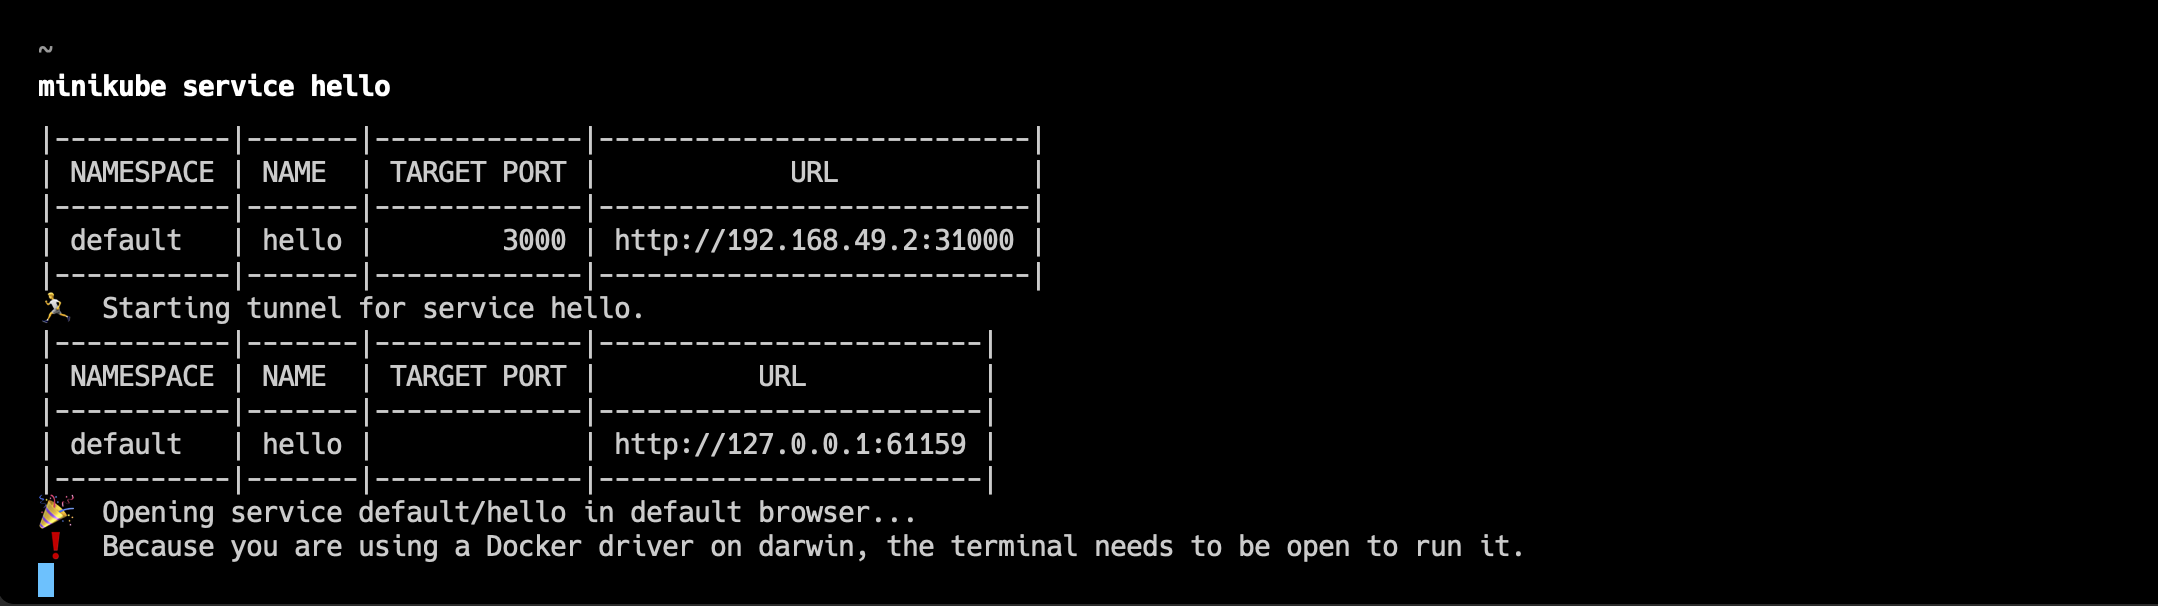 ~
minikube service hello
|-----------|-------|-------------|---------------------------|
| NAMESPACE | NAME  | TARGET PORT |            URL            |
|-----------|-------|-------------|---------------------------|
| default   | hello |        3000 | http://192.168.49.2:31000 |
|-----------|-------|-------------|---------------------------|
🏃  Starting tunnel for service hello.
|-----------|-------|-------------|------------------------|
| NAMESPACE | NAME  | TARGET PORT |          URL           |
|-----------|-------|-------------|------------------------|
| default   | hello |             | http://127.0.0.1:61159 |
|-----------|-------|-------------|------------------------|
🎉  Opening service default/hello in default browser...
❗  Because you are using a Docker driver on darwin, the terminal needs to be open to run it.